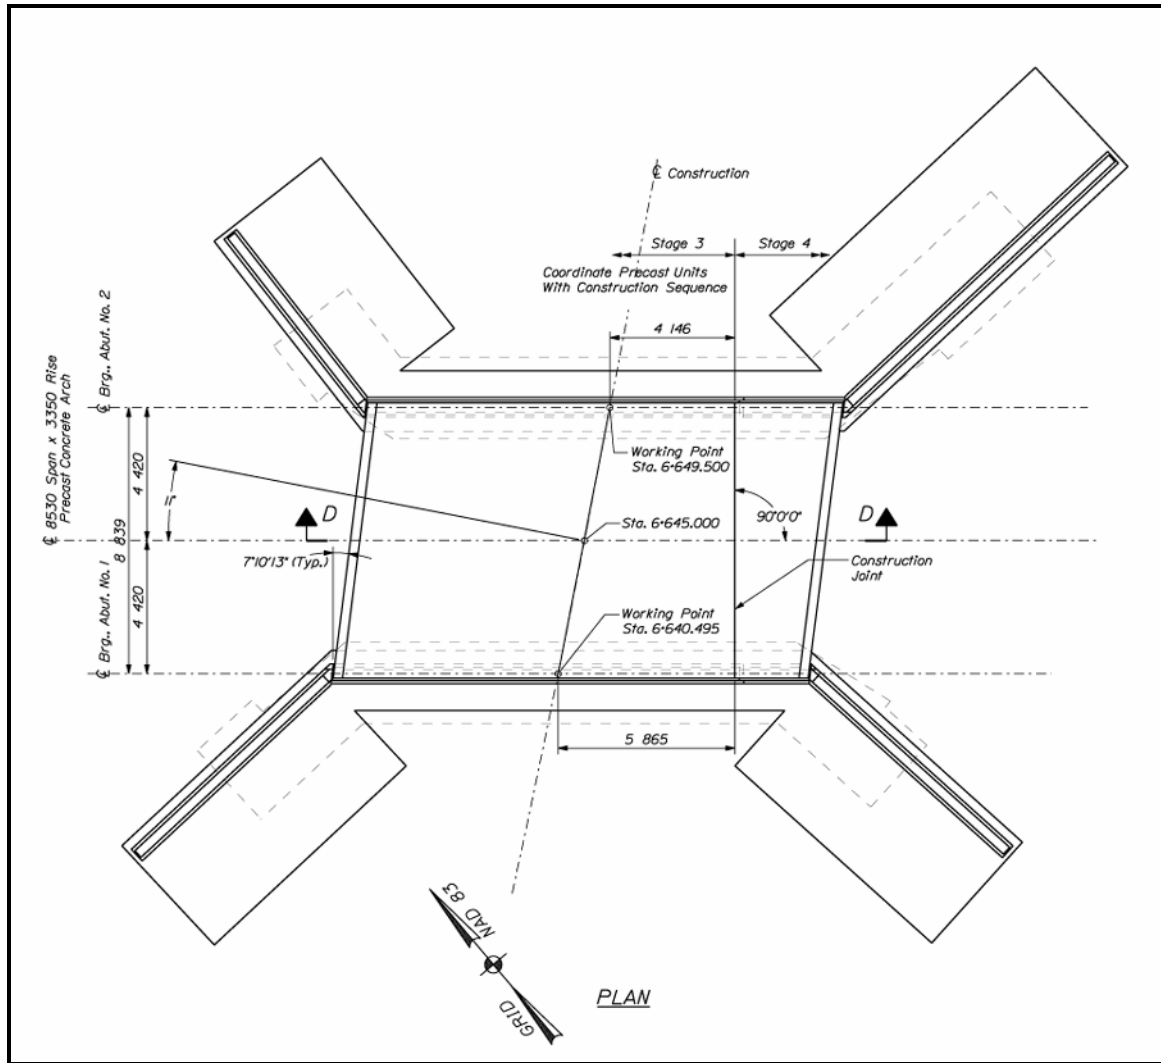 ℄ Construction
Stage 3
Stage 4
Coordinate Precast Units
With Construction Sequence
4 146
℄ Brg., Abut. No. 2
℄ 8530 Span x 3350 Rise
Precast Concrete Arch
4 420
8 839
4 420
℄ Brg., Abut. No. 1
11°
Working Point
Sta. 6+649.500
D
D
Sta. 6+645.000
90°0'0"
7°10'13" (Typ.)
Construction
Joint
Working Point
Sta. 6+640.495
5 865
NAD 83
GRID
PLAN